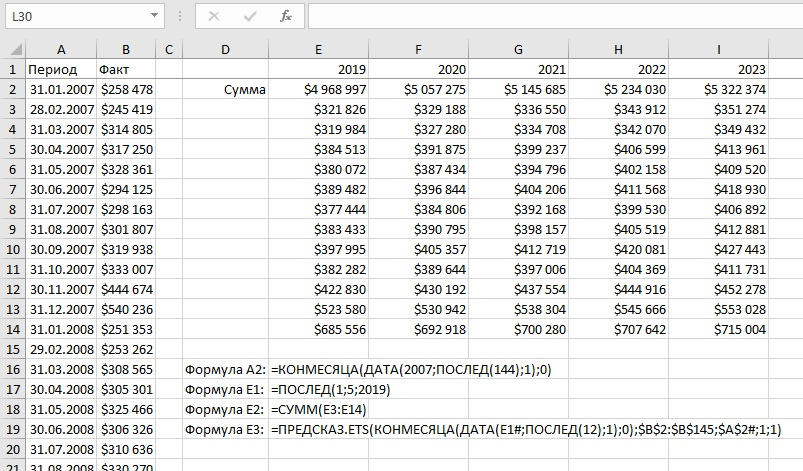 L30 fx
A B C D E F G H I
1 Период Факт 2019 2020 2021 2022 2023
2 31.01.2007 $258 478 Сумма $4 968 997 $5 057 275 $5 145 685 $5 234 030 $5 322 374
3 28.02.2007 $245 419 $321 826 $329 188 $336 550 $343 912 $351 274
4 31.03.2007 $314 805 $319 984 $327 280 $334 708 $342 070 $349 432
5 30.04.2007 $317 250 $384 513 $391 875 $399 237 $406 599 $413 961
6 31.05.2007 $328 361 $380 072 $387 434 $394 796 $402 158 $409 520
7 30.06.2007 $294 125 $389 482 $396 844 $404 206 $411 568 $418 930
8 31.07.2007 $298 163 $377 444 $384 806 $392 168 $399 530 $406 892
9 31.08.2007 $301 807 $383 433 $390 795 $398 157 $405 519 $412 881
10 30.09.2007 $319 938 $397 995 $405 357 $412 719 $420 081 $427 443
11 31.10.2007 $333 007 $382 282 $389 644 $397 006 $404 369 $411 731
12 30.11.2007 $444 674 $422 830 $430 192 $437 554 $444 916 $452 278
13 31.12.2007 $540 236 $523 580 $530 942 $538 304 $545 666 $553 028
14 31.01.2008 $251 353 $685 556 $692 918 $700 280 $707 642 $715 004
15 29.02.2008 $253 262
16 31.03.2008 $308 565 Формула A2: =КОНМЕСЯЦА(ДАТА(2007;ПОСЛЕД(144);1);0)
17 30.04.2008 $305 301 Формула E1: =ПОСЛЕД(1;5;2019)
18 31.05.2008 $325 466 Формула E2: =СУММ(E3:E14)
19 30.06.2008 $306 326 Формула E3: =ПРЕДСКАЗ.ETS(КОНМЕСЯЦА(ДАТА(E1#;ПОСЛЕД(12);1);0);$B$2:$B$145;$A$2#;1;1)
20 31.07.2008 $310 636
21 31.08.2008 $330 270